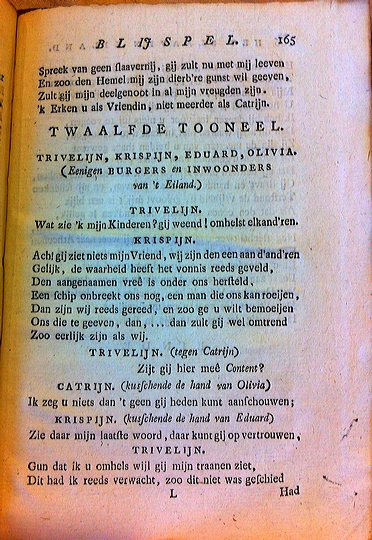 BLIJSPEL. 165
Spreek van geen ſlaavernij, gij zult nu met mij leeven
En zoo den Hemel mij zijn dierb're gunst wil geeven,
Zult gij mijn deelgenoot in al mijn vreugden zijn.
'k Erken u als Vriendin, niet meerder als Catrijn.
TWAALFDE TOONEEL.
TRIVELIJN, KRISPIJN, EDUARD, OLIVIA.
(Eenigen BURGERS en INWOONDERS
van 't Eiland.)
TRIVELIJN.
Wat zie 'k mijn Kinderen? gij weend! omhelst elkand'ren.
KRISPIJN.
Ach! gij ziet niets mijn Vriend, wij zijn den een aan d'and'ren
Gelijk, de waarheid heeft het vonnis reeds geveld,
Den aangenamen vreê is onder ons herſteld,
Een ſchip onbreekt ons nog, een man die ons kan roeijen,
Dan zijn wij reeds gereed, en zoo ge u wilt bemoeijen
Ons die te geeven, dan, ... dan zult gij wel omtrend
Zoo eerlijk zijn als wij.
TRIVELIJN. (tegen Catrijn)
Zijt gij hier meê Content?
CATRIJN. (kusſchende de hand van Olivia)
Ik zeg u niets dan 't geen gij heden kunt aanſchouwen;
KRISPIJN. (kusſchende de hand van Eduard)
Zie daar mijn laatſte woord, daar kunt gij op vertrouwen,
TRIVELIJN.
Gun dat ik u omhels wijl gij mijn traanen ziet,
Dit had ik reeds verwacht, zoo dit niet was geſchied
L Had